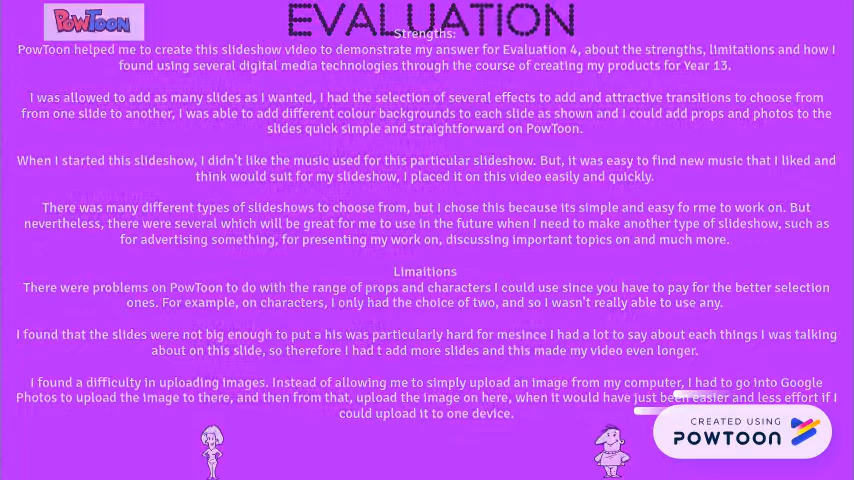 PowToon
EVALUATION
Strengths:
PowToon helped me to create this slideshow video to demonstrate my answer for Evaluation 4, about the strengths, limitations and how I
found using several digital media technologies through the course of creating my products for Year 13.
I was allowed to add as many slides as I wanted, I had the selection of several effects to add and attractive transitions to choose from
from one slide to another, I was able to add different colour backgrounds to each slide as shown and I could add props and photos to the
slides quick simple and straightforward on PowToon.
When I started this slideshow, I didn't like the music used for this particular slideshow. But, it was easy to find new music that I liked and
think would suit for my slideshow, I placed it on this video easily and quickly.
There was many different types of slideshows to choose from, but I chose this because its simple and easy fo rme to work on. But
nevertheless, there were several which will be great for me to use in the future when I need to make another type of slideshow, such as
for advertising something, for presenting my work on, discussing important topics on and much more.
Limaitions
There were problems on PowToon to do with the range of props and characters I could use since you have to pay for the better selection
ones. For example, on characters, I only had the choice of two, and so I wasn't really able to use any.
I found that the slides were not big enough to put a his was particularly hard for mesince I had a lot to say about each things I was talking
about on this slide, so therefore I had t add more slides and this made my video even longer.
I found a difficulty in uploading images. Instead of allowing me to simply upload an image from my computer, I had to go into Google
Photos to upload the image to there, and then from that, upload the image on here, when it would have just been easier and less effort if I
could upload it to one device.
CREATED USING
POWTOON